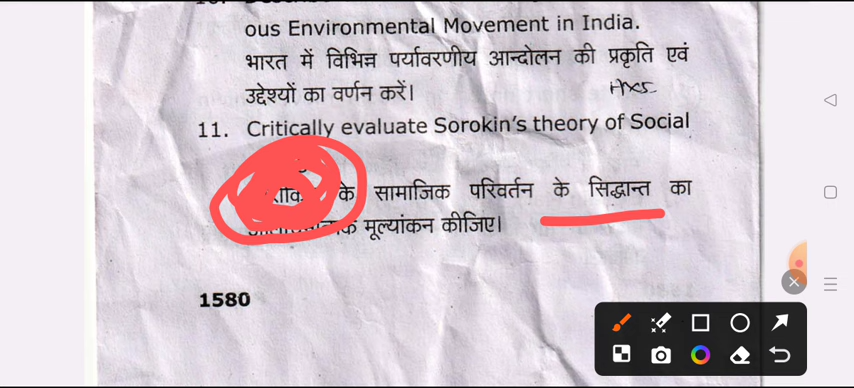 ous Environmental Movement in India.
भारत में विभिन्न पर्यावरणीय आन्दोलन की प्रकृति एवं
उद्देश्यों का वर्णन करें।
11. Critically evaluate Sorokin's theory of Social
के सामाजिक परिवर्तन के सिद्धान्त का
मूल्यांकन कीजिए।
1580